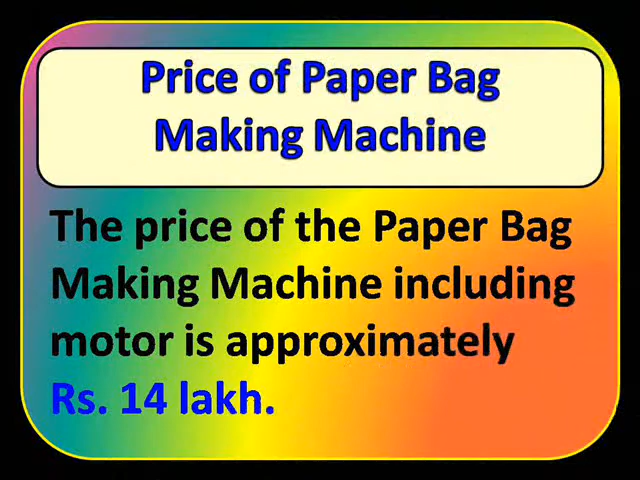 Price of Paper Bag
Making Machine
The price of the Paper Bag
Making Machine including
motor is approximately
Rs. 14 lakh.